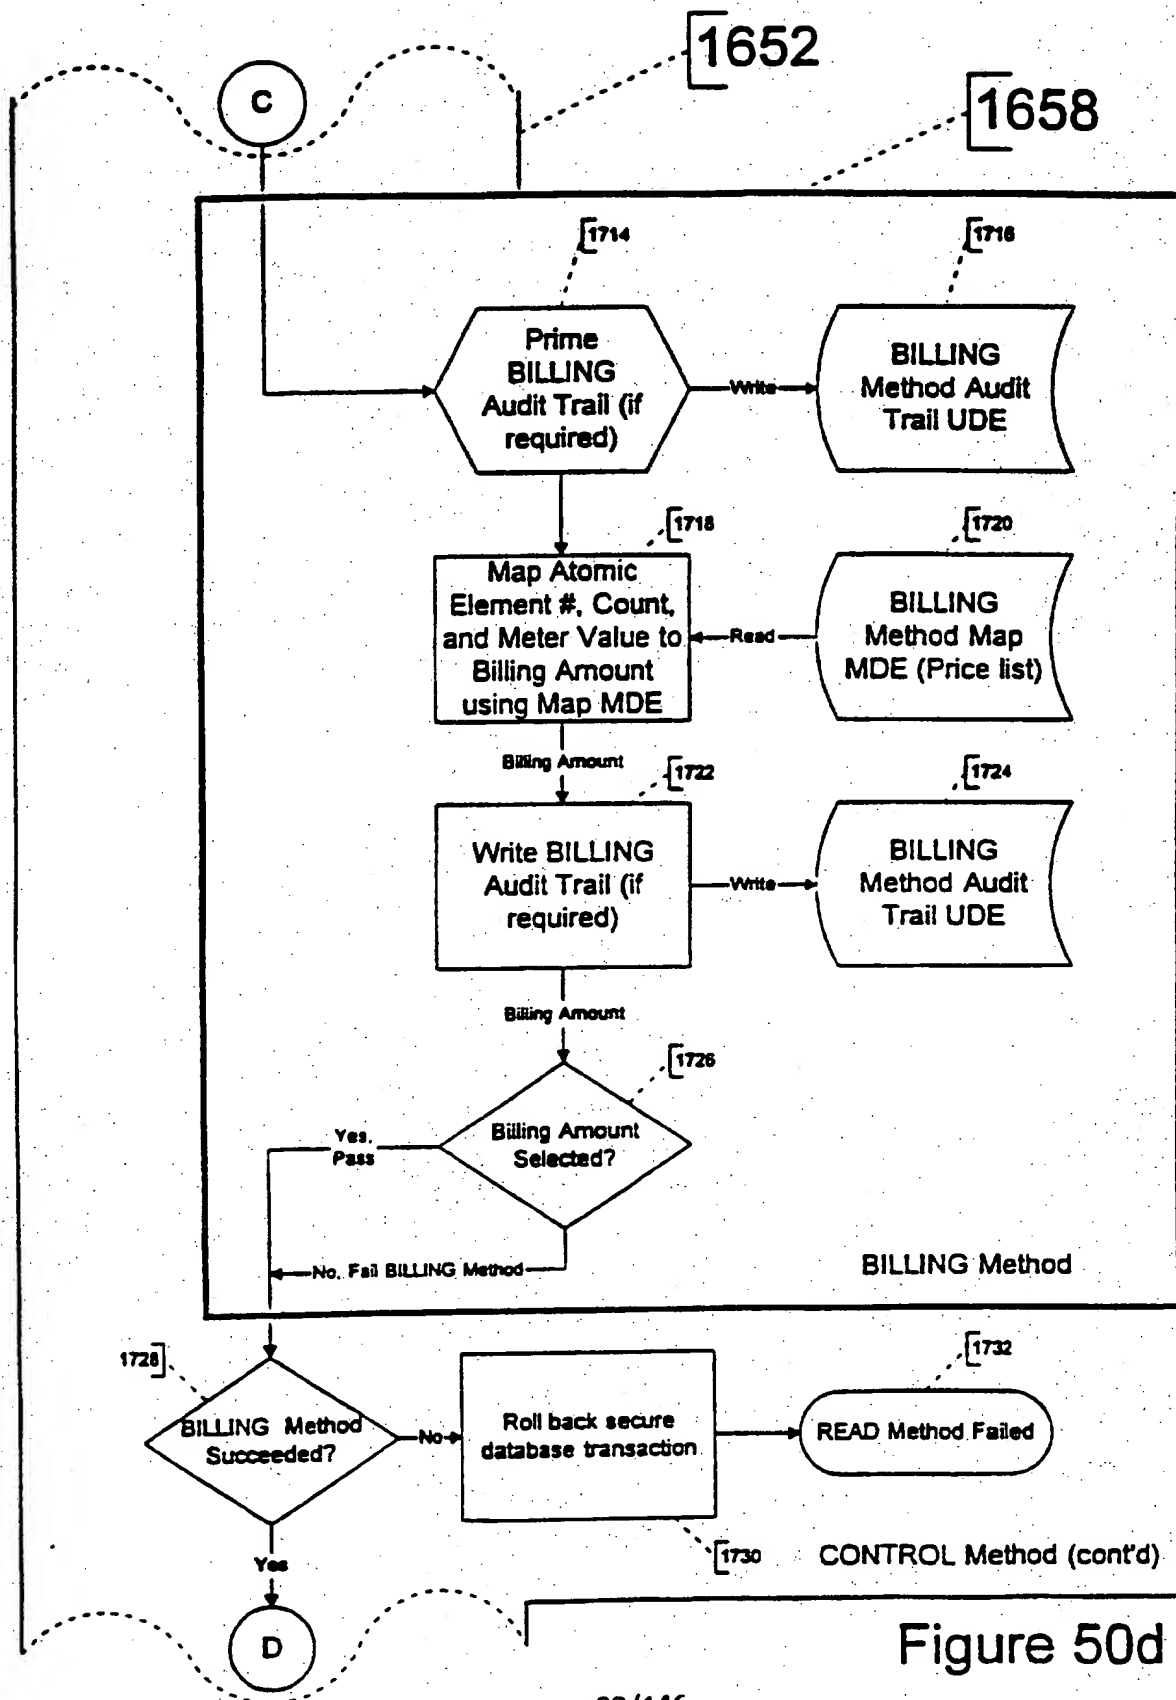 1652
C
1658
1714
1716
Prime
BILLING
Audit Trail (if
required)
Write
BILLING
Method Audit
Trail UDE
1718
1720
Map Atomic
Element #, Count,
and Meter Value to
Billing Amount
using Map MDE
Read
BILLING
Method Map
MDE (Price list)
Billing Amount
1722
1724
Write BILLING
Audit Trail (if
required)
Write
BILLING
Method Audit
Trail UDE
Billing Amount
1726
Billing Amount
Selected?
Yes,
Pass
No, Fail BILLING Method
BILLING Method
1728
1732
BILLING Method
Succeeded?
No
Roll back secure
database transaction
READ Method Failed
1730
CONTROL Method (cont'd)
Yes
D
Figure 50d